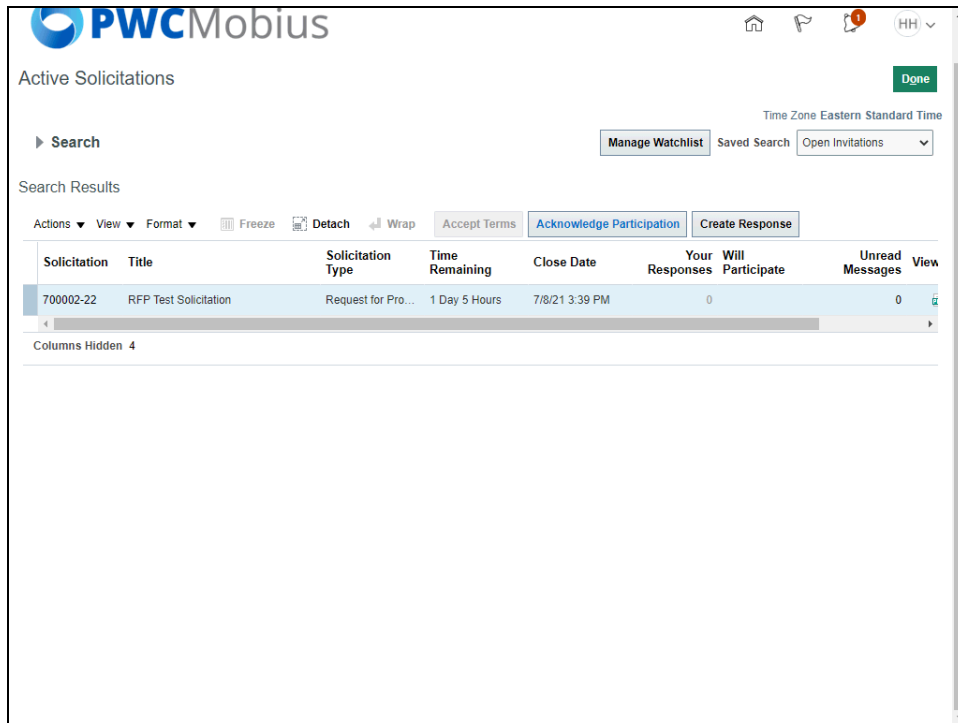 PWCMobius
1
HH
Active Solicitations
Done
Time Zone Eastern Standard Time
Search
Manage Watchlist Saved Search Open Invitations
Search Results
Actions View Format Freeze Detach Wrap Accept Terms Acknowledge Participation Create Response
Solicitation Title Solicitation Type Time Remaining Close Date Your Responses Will Participate Unread Messages View
700002-22 RFP Test Solicitation Request for Pro... 1 Day 5 Hours 7/8/21 3:39 PM 0 0
Columns Hidden 4